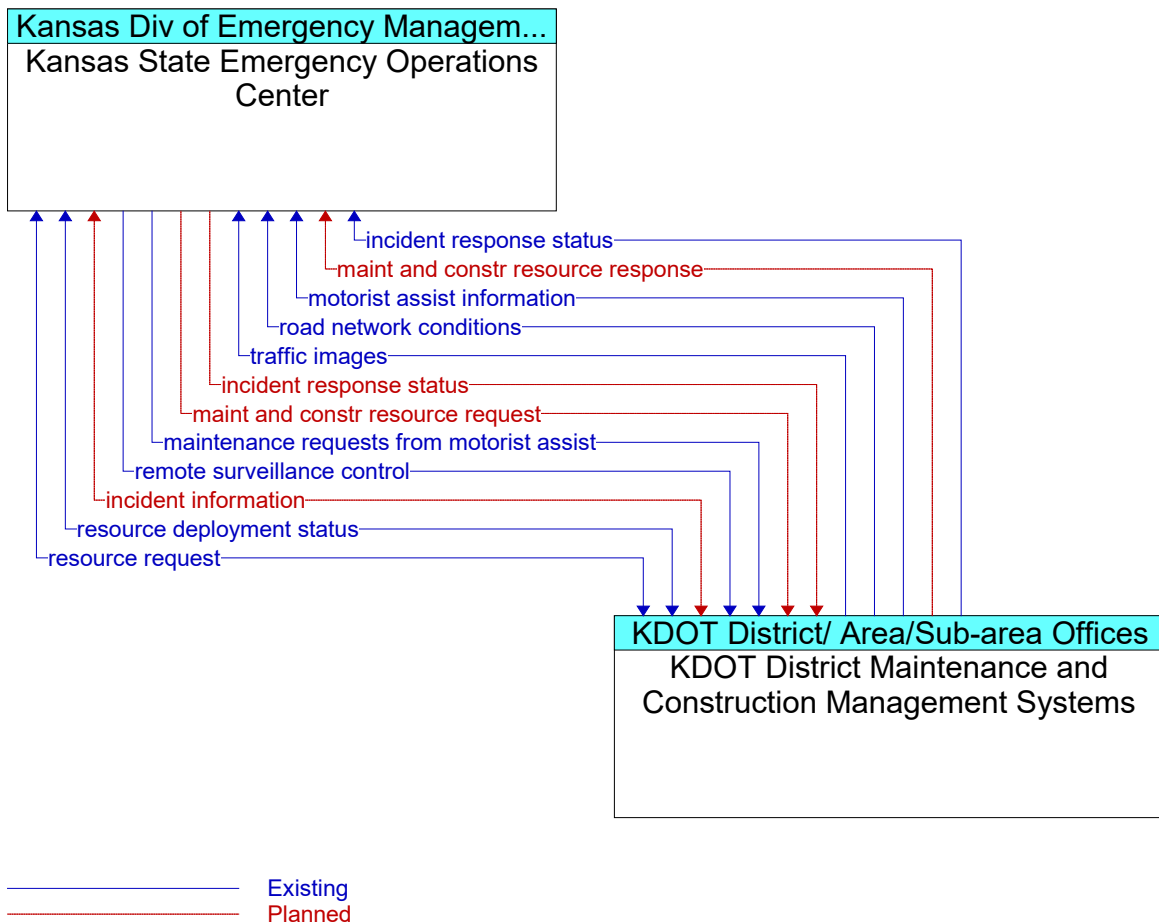 Kansas Div of Emergency Managem...
Kansas State Emergency Operations
Center
incident response status
maint and constr resource response
motorist assist information
road network conditions
traffic images
incident response status
maint and constr resource request
maintenance requests from motorist assist
remote surveillance control
incident information
resource deployment status
resource request
KDOT District/ Area/Sub-area Offices
KDOT District Maintenance and
Construction Management Systems
Existing
Planned